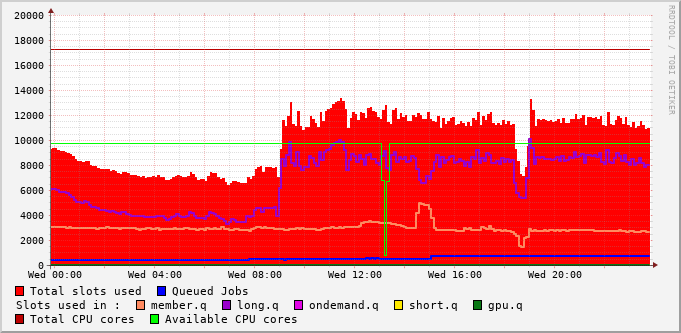 20000
18000
16000
14000
12000
10000
8000
6000
4000
2000
0
Wed 00:00 Wed 04:00 Wed 08:00 Wed 12:00 Wed 16:00 Wed 20:00
Total slots used Queued Jobs
Slots used in : member.q long.q ondemand.q short.q gpu.q
Total CPU cores Available CPU cores
RRDTOOL / TOBI OETIKER